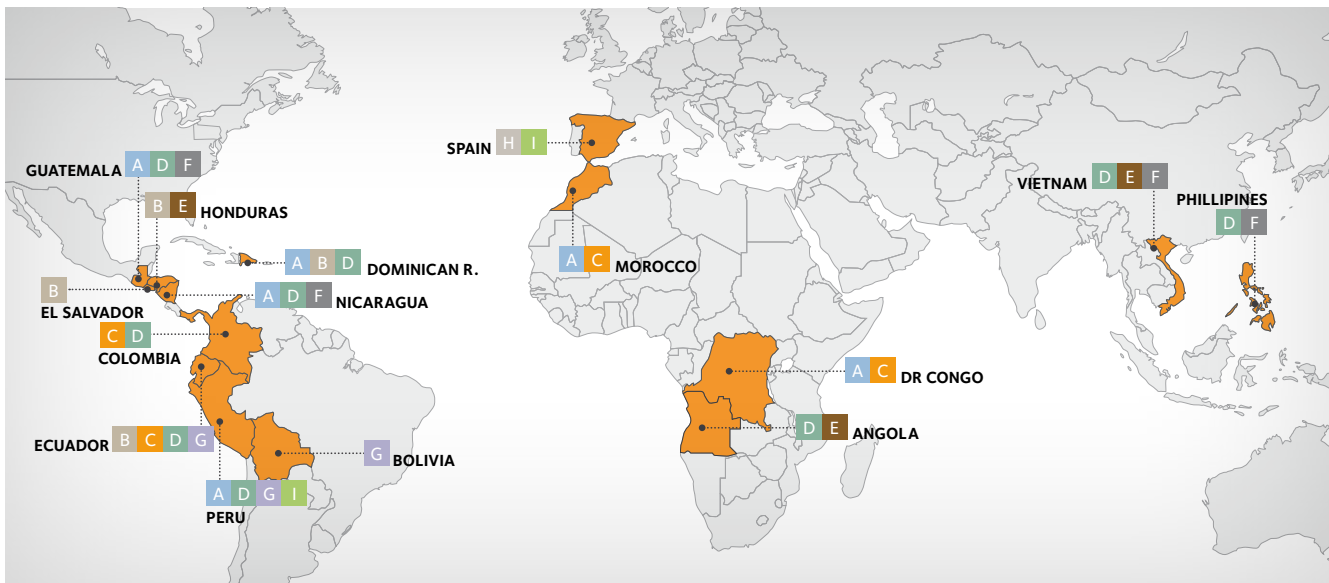 SPAIN H I
GUATEMALA A D F
VIETNAM D E F
PHILLIPINES
D F
B E HONDURAS
A B D DOMINICAN R.
A C MOROCCO
B
EL SALVADOR
A D F
NICARAGUA
C D
COLOMBIA
A C DR CONGO
D E ANGOLA
ECUADOR B C D G
G BOLIVIA
A D G I
PERU